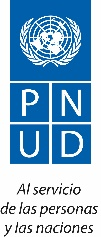 P N
U D
Al servicio
de las personas
y las naciones